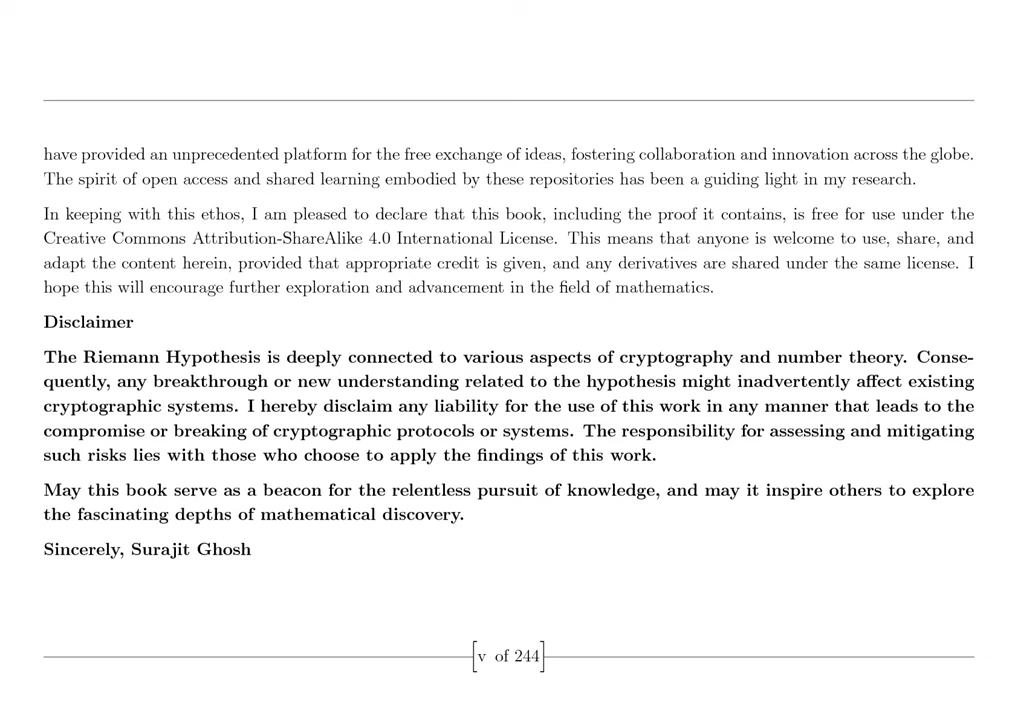 have provided an unprecedented platform for the free exchange of ideas, fostering collaboration and innovation across the globe.
The spirit of open access and shared learning embodied by these repositories has been a guiding light in my research.
In keeping with this ethos, I am pleased to declare that this book, including the proof it contains, is free for use under the
Creative Commons Attribution-ShareAlike 4.0 International License. This means that anyone is welcome to use, share, and
adapt the content herein, provided that appropriate credit is given, and any derivatives are shared under the same license. I
hope this will encourage further exploration and advancement in the field of mathematics.
Disclaimer
The Riemann Hypothesis is deeply connected to various aspects of cryptography and number theory. Conse-
quently, any breakthrough or new understanding related to the hypothesis might inadvertently affect existing
cryptographic systems. I hereby disclaim any liability for the use of this work in any manner that leads to the
compromise or breaking of cryptographic protocols or systems. The responsibility for assessing and mitigating
such risks lies with those who choose to apply the findings of this work.
May this book serve as a beacon for the relentless pursuit of knowledge, and may it inspire others to explore
the fascinating depths of mathematical discovery.
Sincerely, Surajit Ghosh
v of 244